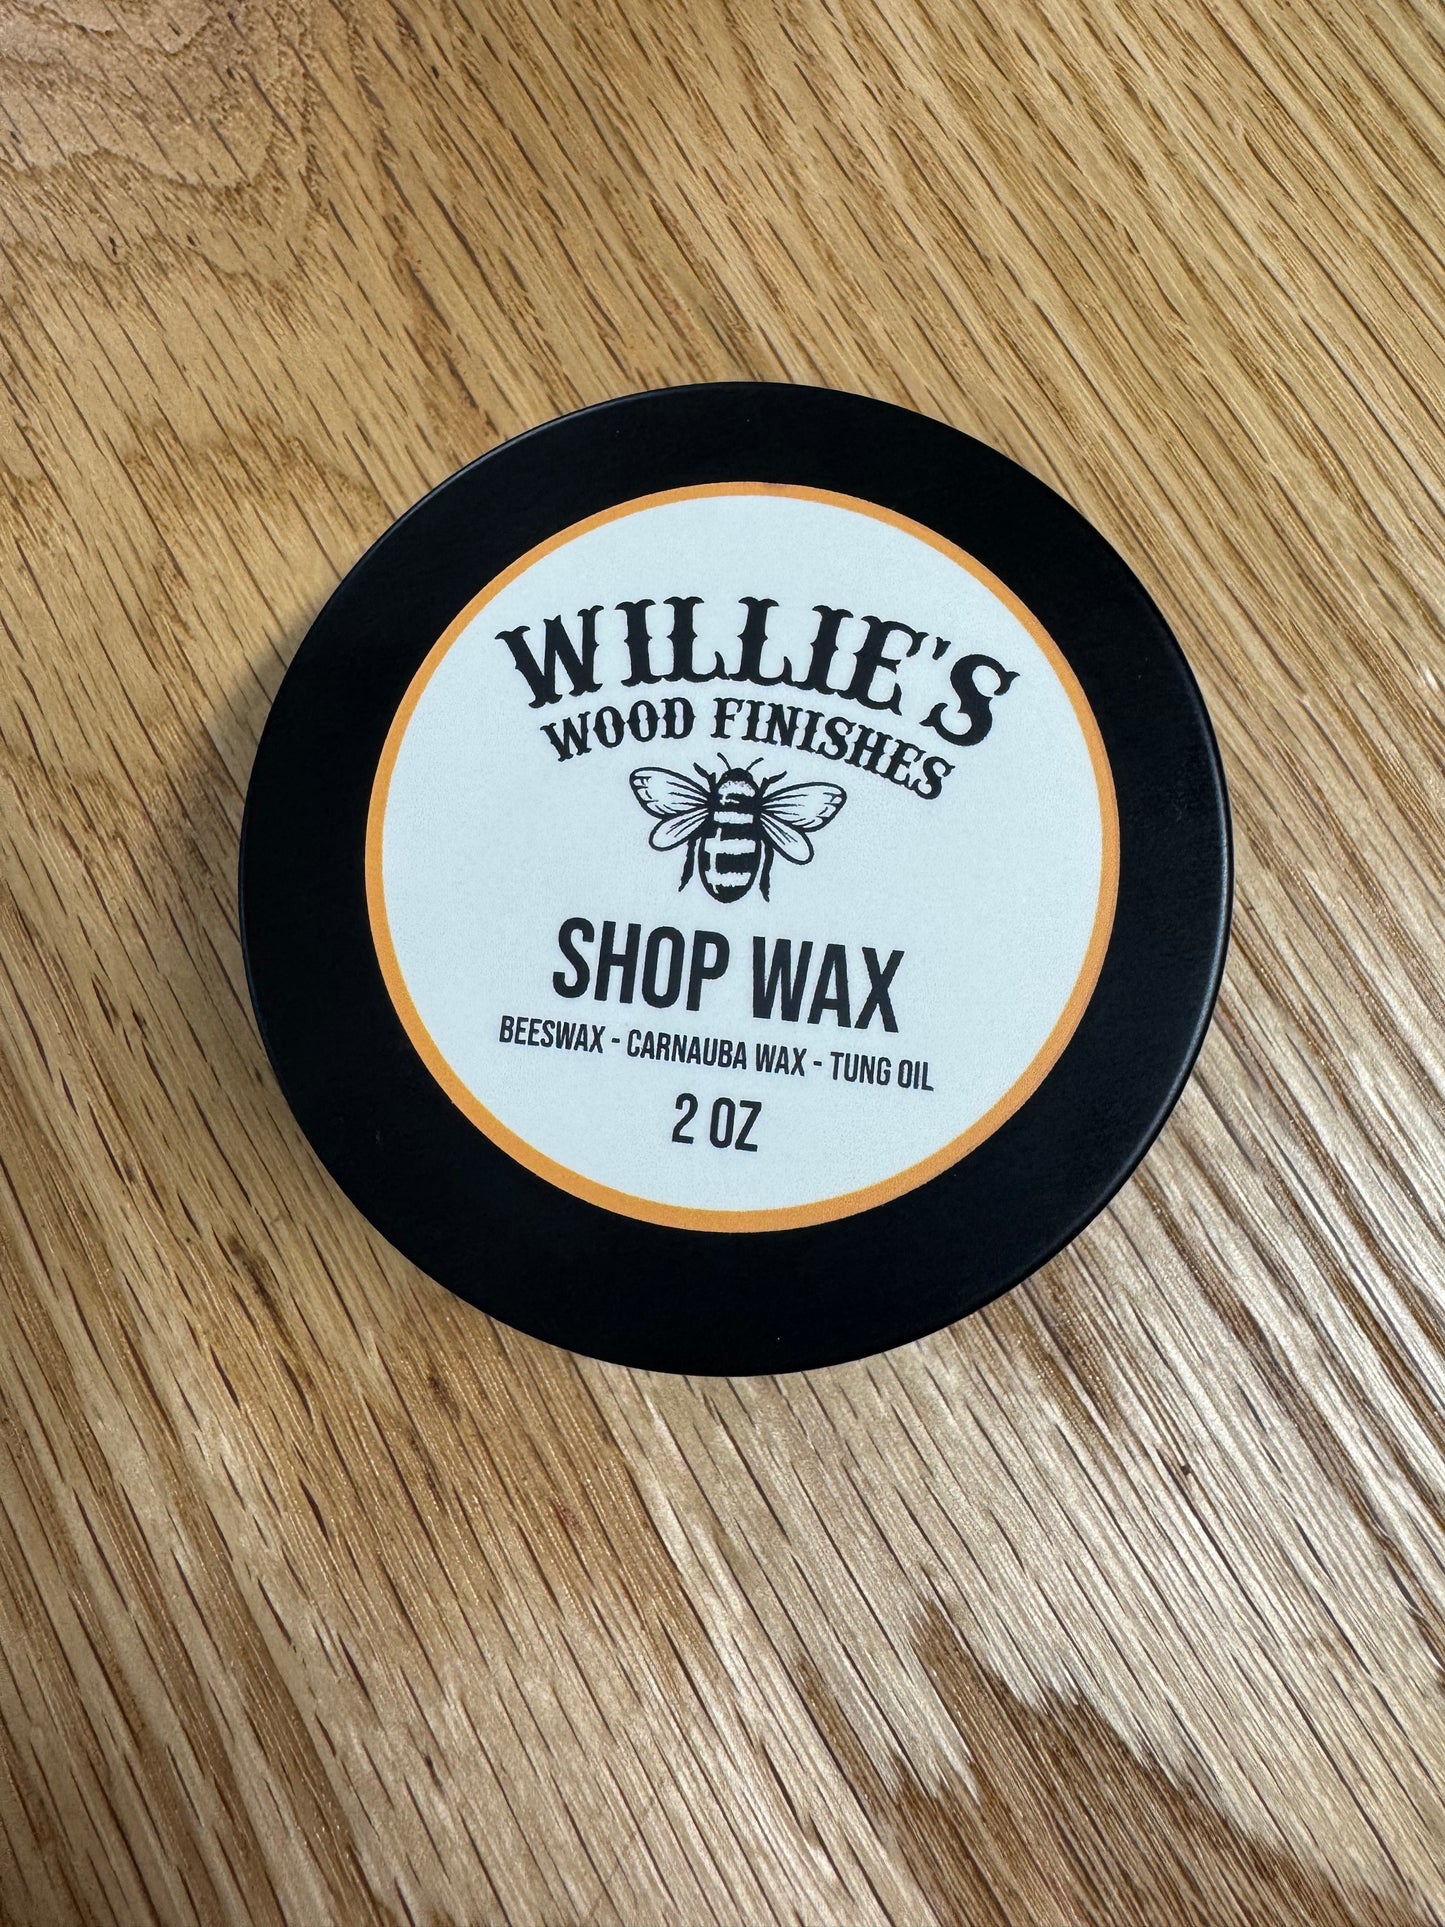 WILLIE'S
WOOD FINISHES
SHOP WAX
BEESWAX - CARNAUBA WAX - TUNG OIL
2 OZ